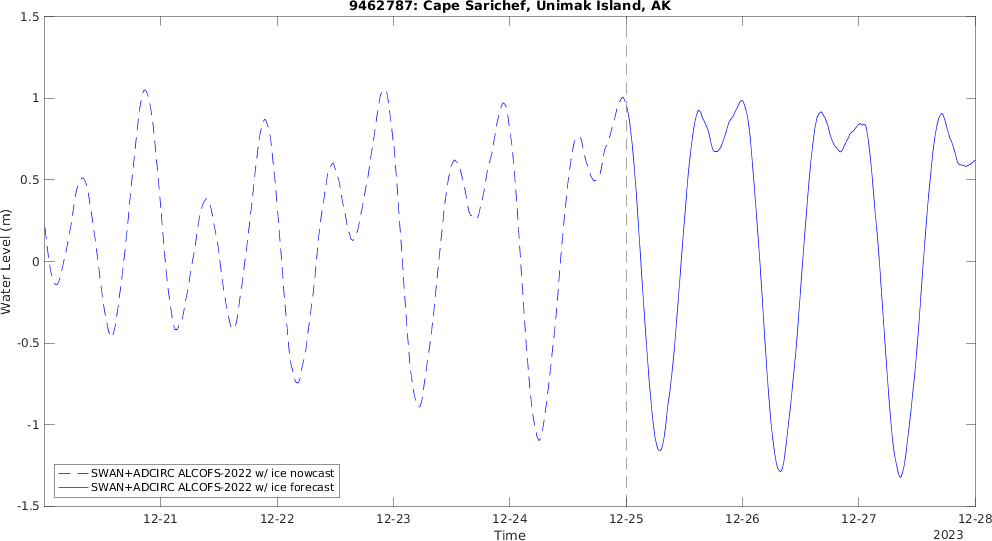 9462787: Cape Sarichef, Unimak Island, AK
1.5
1
0.5
0
-0.5
-1
-1.5
Water Level (m)
SWAN+ADCIRC ALCOFS-2022 w/ ice nowcast
SWAN+ADCIRC ALCOFS-2022 w/ ice forecast
12-21 12-22 12-23 12-24 12-25 12-26 12-27 12-28
Time
2023